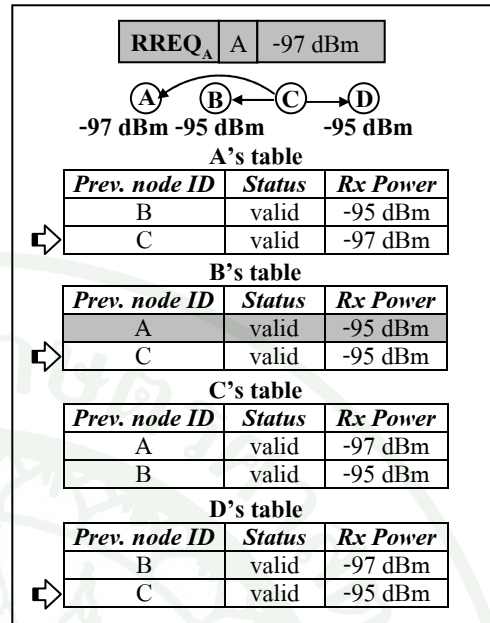 RREQA A -97 dBm
A B C D
-97 dBm -95 dBm -95 dBm
A’s table
Prev. node ID Status Rx Power
B valid -95 dBm
C valid -97 dBm
B’s table
Prev. node ID Status Rx Power
A valid -95 dBm
C valid -95 dBm
C’s table
Prev. node ID Status Rx Power
A valid -97 dBm
B valid -95 dBm
D’s table
Prev. node ID Status Rx Power
B valid -97 dBm
C valid -95 dBm